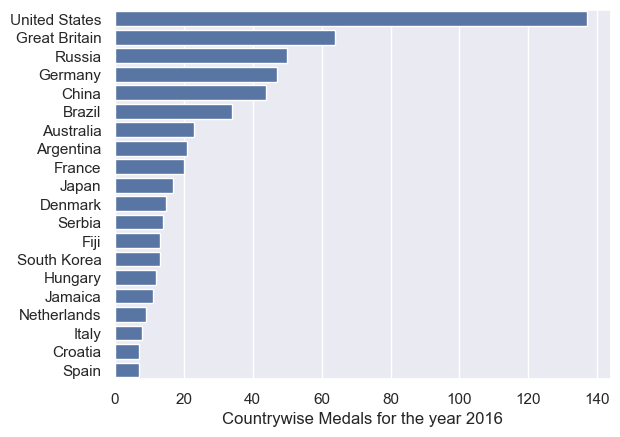 United States
Great Britain
Russia
Germany
China
Brazil
Australia
Argentina
France
Japan
Denmark
Serbia
Fiji
South Korea
Hungary
Jamaica
Netherlands
Italy
Croatia
Spain
0 20 40 60 80 100 120 140
Countrywise Medals for the year 2016